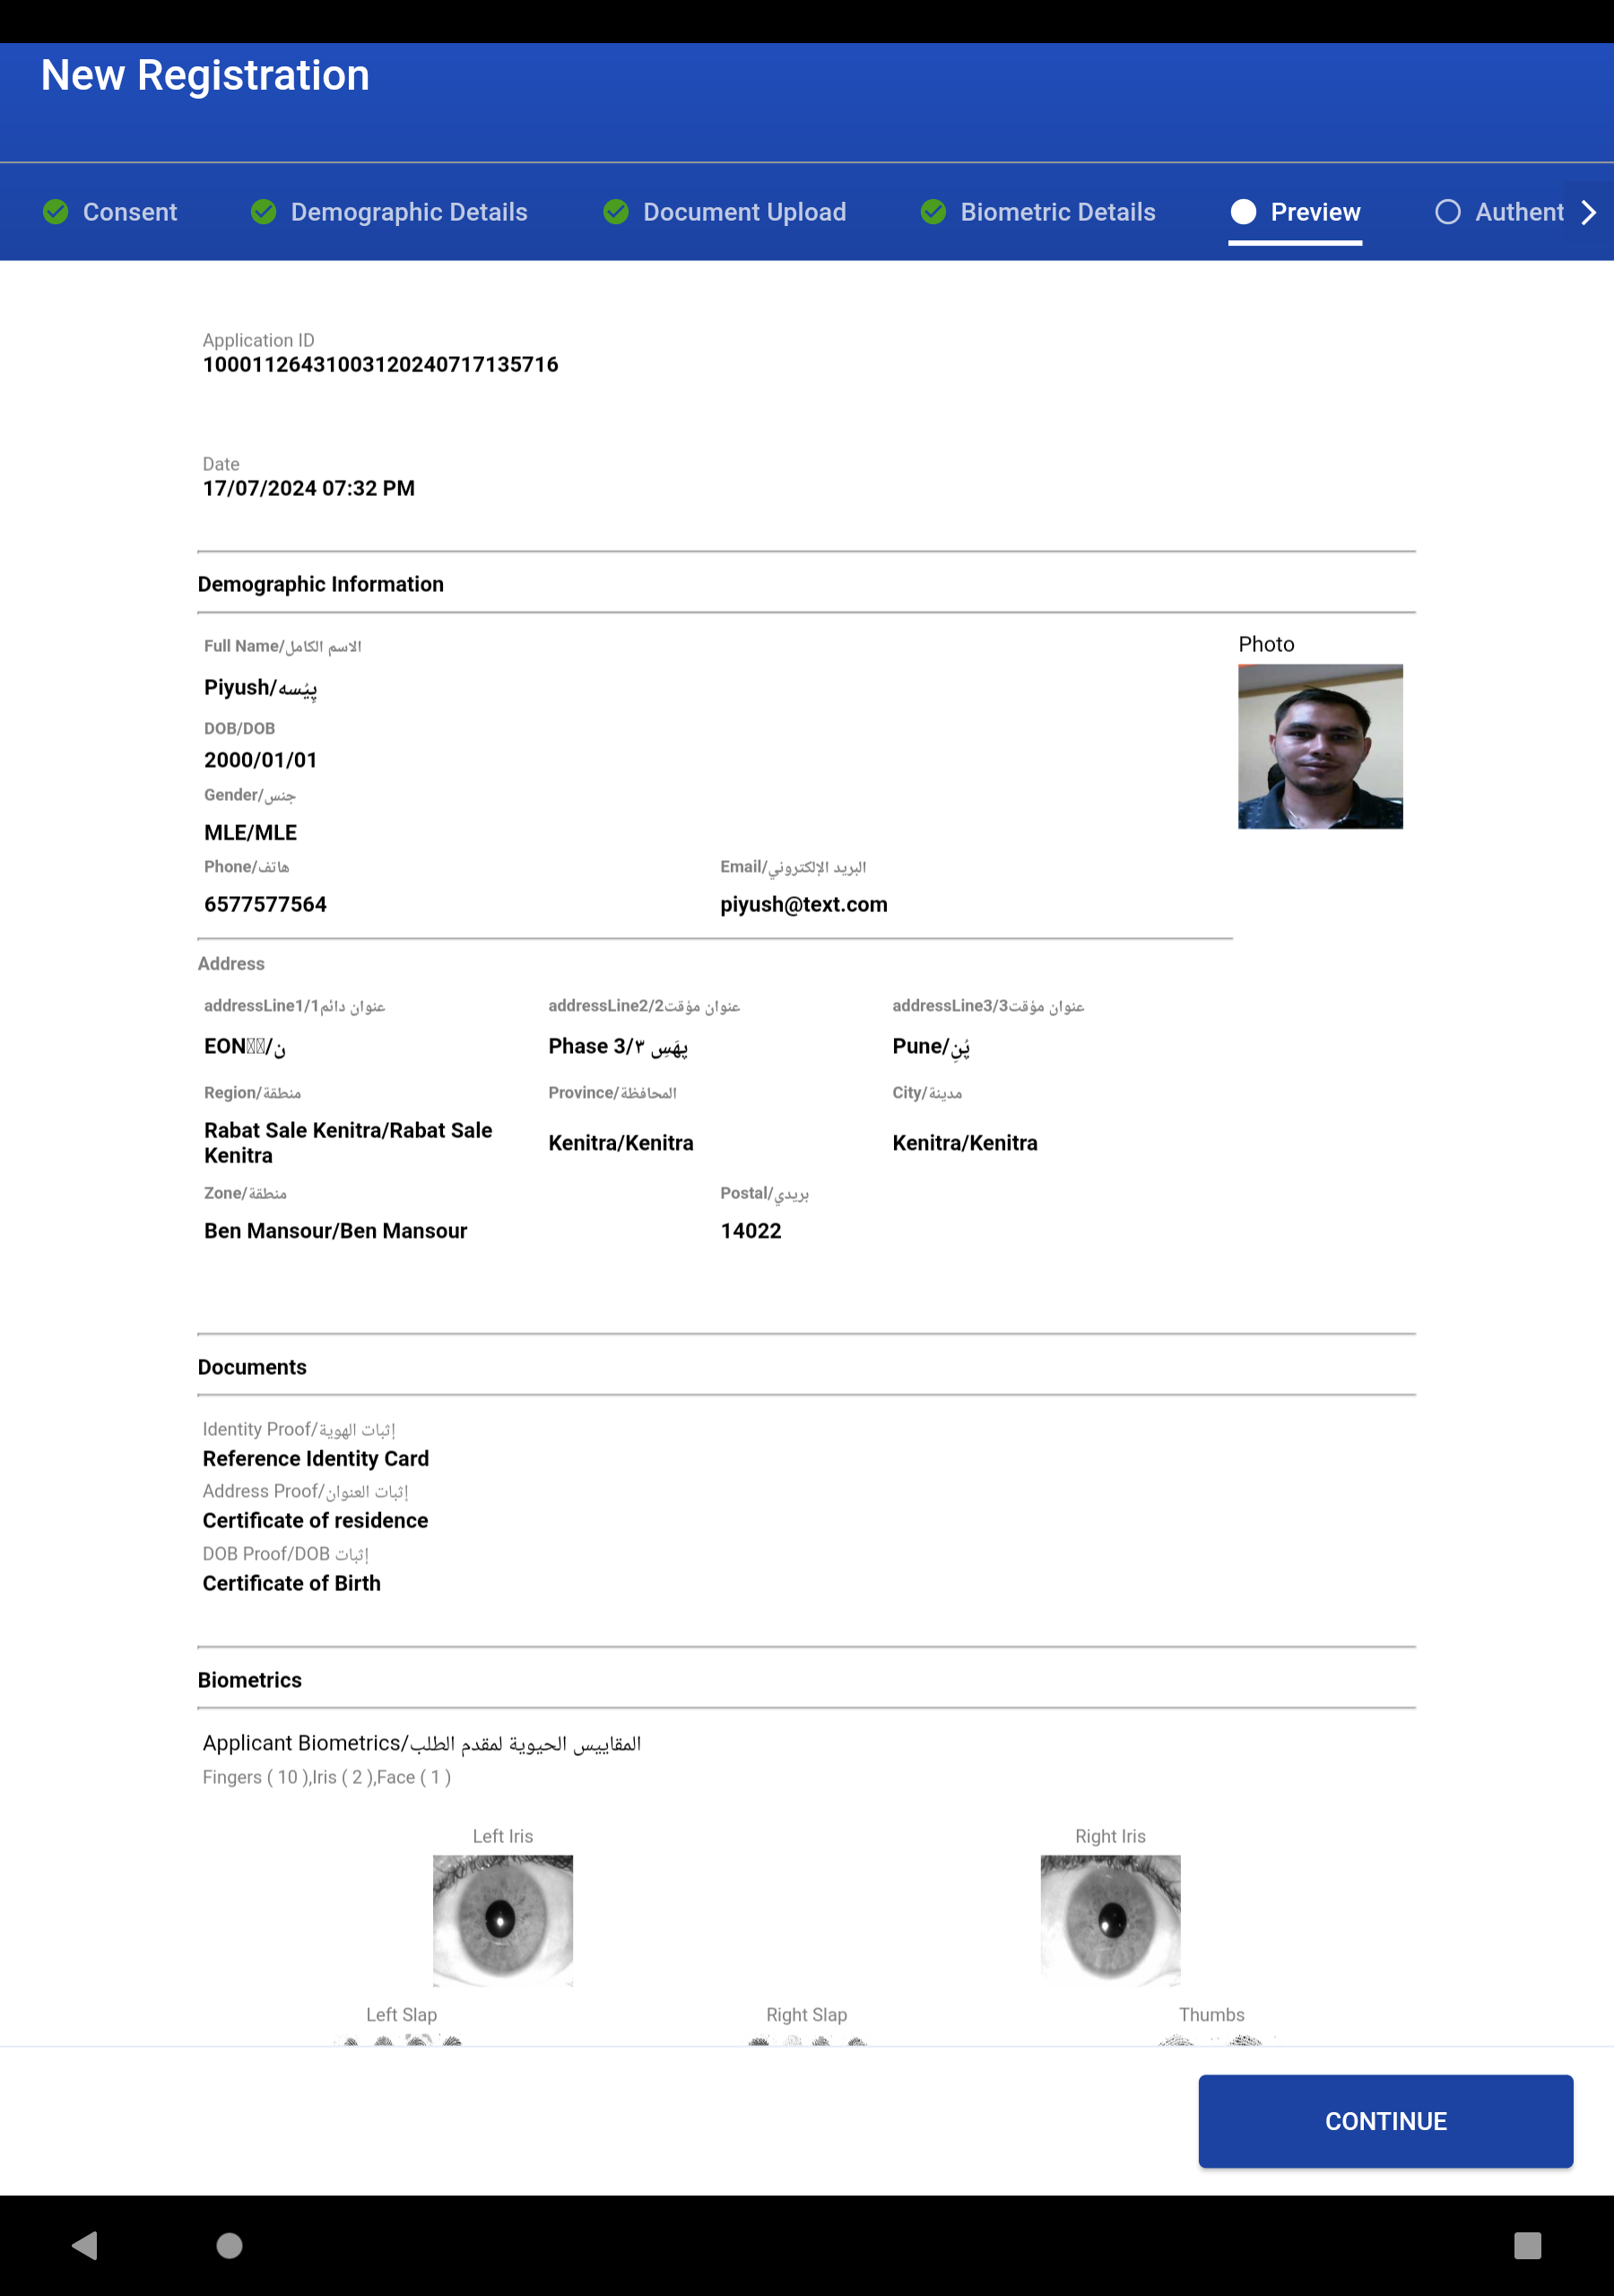 New Registration
Consent
Demographic Details
Document Upload
Biometric Details
Preview
Authent
Application ID
10001126431003120240717135716
Date
17/07/2024 07:32 PM
Demographic Information
Full Name/الاسم الكامل
Photo
Piyush/پِيُسه
DOB/DOB
2000/01/01
Gender/جنس
MLE/MLE
Phone/هاتف
Email/البريد الإلكتروني
6577577564
piyush@text.com
Address
addressLine1/1عنوان دائم
addressLine2/2عنوان مؤقت
addressLine3/3عنوان مؤقت
EON/ن
Phase 3/پهَسِ ٣
Pune/پُنِ
Region/منطقة
Province/المحافظة
City/مدينة
Rabat Sale Kenitra/Rabat Sale
Kenitra
Kenitra/Kenitra
Kenitra/Kenitra
Zone/منطقة
Postal/بريدي
Ben Mansour/Ben Mansour
14022
Documents
Identity Proof/إثبات الهوية
Reference Identity Card
Address Proof/إثبات العنوان
Certificate of residence
DOB Proof/DOB إثبات
Certificate of Birth
Biometrics
Applicant Biometrics/المقاييس الحيوية لمقدم الطلب
Fingers ( 10 ),Iris ( 2 ),Face ( 1 )
Left Iris
Right Iris
Left Slap
Right Slap
Thumbs
CONTINUE